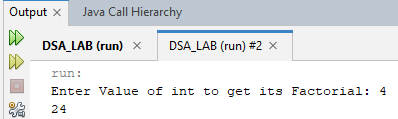 Output × Java Call Hierarchy
DSA_LAB (run) × DSA_LAB (run) #2 ×
run:
Enter Value of int to get its Factorial: 4
24